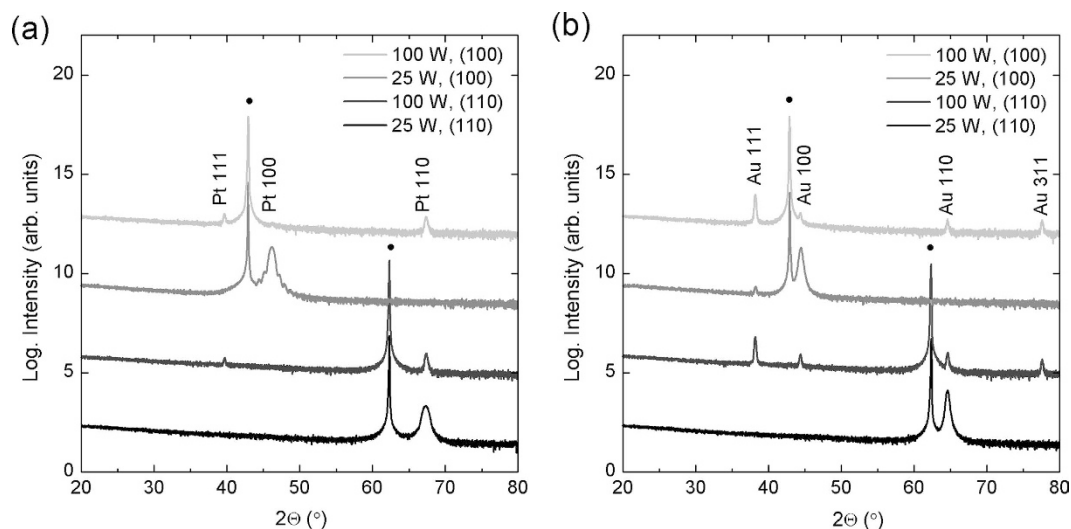 (a)
100 W, (100)
25 W, (100)
100 W, (110)
25 W, (110)
Pt 111
Pt 100
Pt 110
Log. Intensity (arb. units)
20
15
10
5
0
20 30 40 50 60 70 80
2Θ (°)
(b)
100 W, (100)
25 W, (100)
100 W, (110)
25 W, (110)
Au 111
Au 100
Au 110
Au 311
Log. Intensity (arb. units)
20
15
10
5
0
20 30 40 50 60 70 80
2Θ (°)